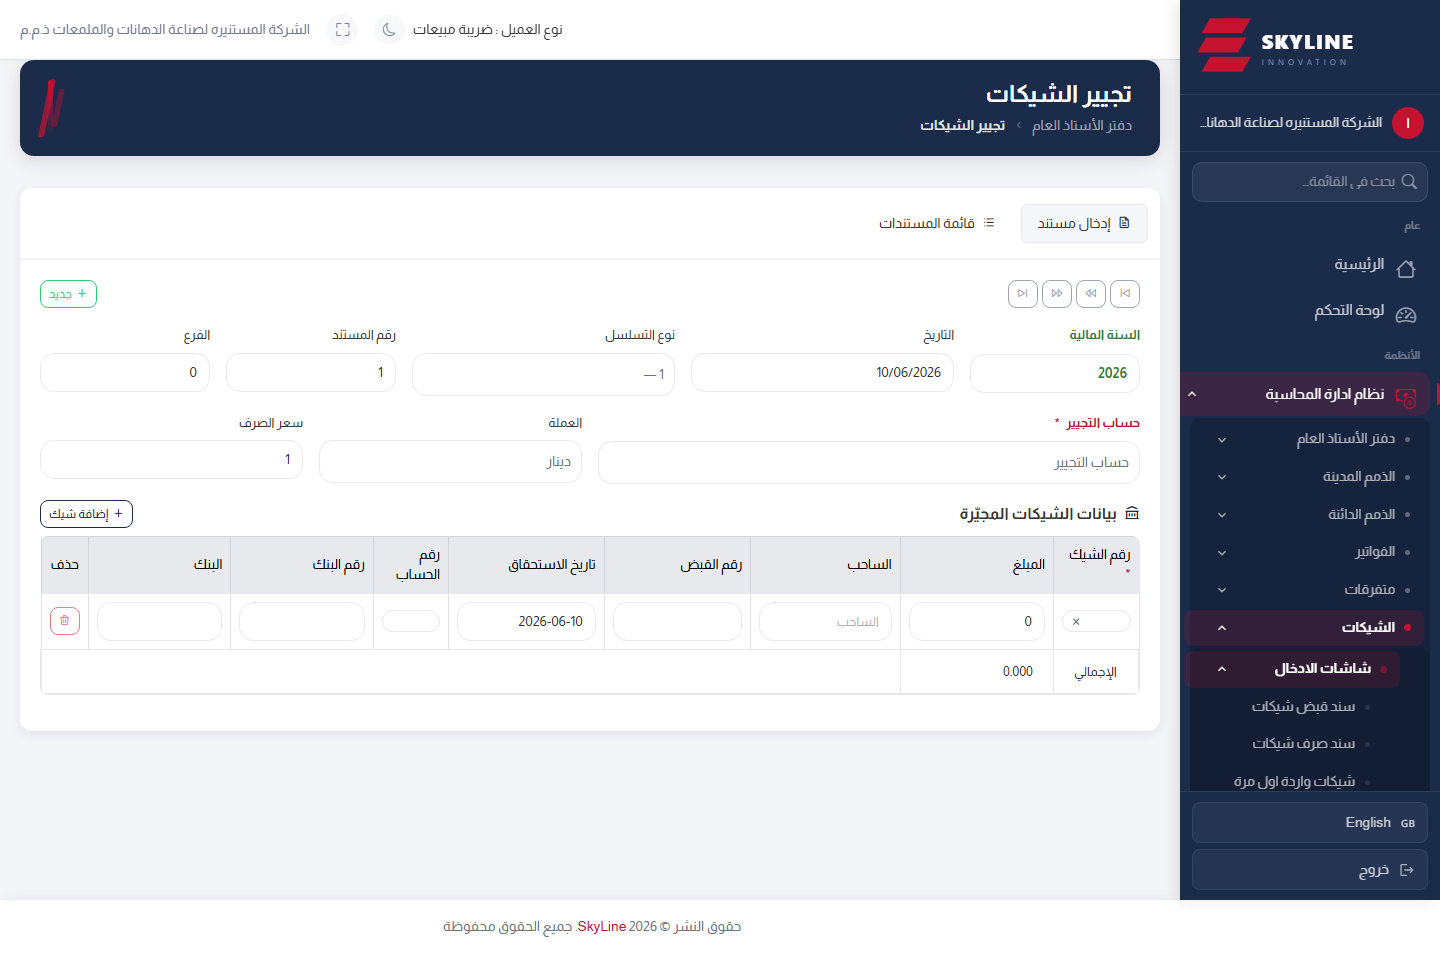 SKYLINE
INNOVATION
الشركة المستنيره لصناعة الدهانا...
بحث في القائمة...
عام
الرئيسية
لوحة التحكم
الأنظمة
نظام ادارة المحاسبة
دفتر الأستاذ العام
الذمم المدينة
الذمم الدائنة
الفواتير
متفرقات
الشيكات
شاشات الادخال
سند قبض شيكات
سند صرف شيكات
شيكات واردة اول مرة
GB English
خروج
نوع العميل : ضريبة مبيعات
الشركة المستنيره لصناعة الدهانات والملمعات ذ.م.م
تجيير الشيكات
دفتر الأستاذ العام › تجيير الشيكات
إدخال مستند
قائمة المستندات
+ جديد
السنة المالية التاريخ نوع التسلسل رقم المستند الفرع
2026 10/06/2026 1 — 1 0
حساب التجيير * العملة سعر الصرف
حساب التجيير دينار 1
بيانات الشيكات المجيّرة
+ إضافة شيك
رقم الشيك * المبلغ الساحب رقم القبض تاريخ الاستحقاق رقم الحساب رقم البنك البنك حذف
× 0 الساحب 2026-06-10
الإجمالي 0.000
حقوق النشر © 2026 SkyLine. جميع الحقوق محفوظة